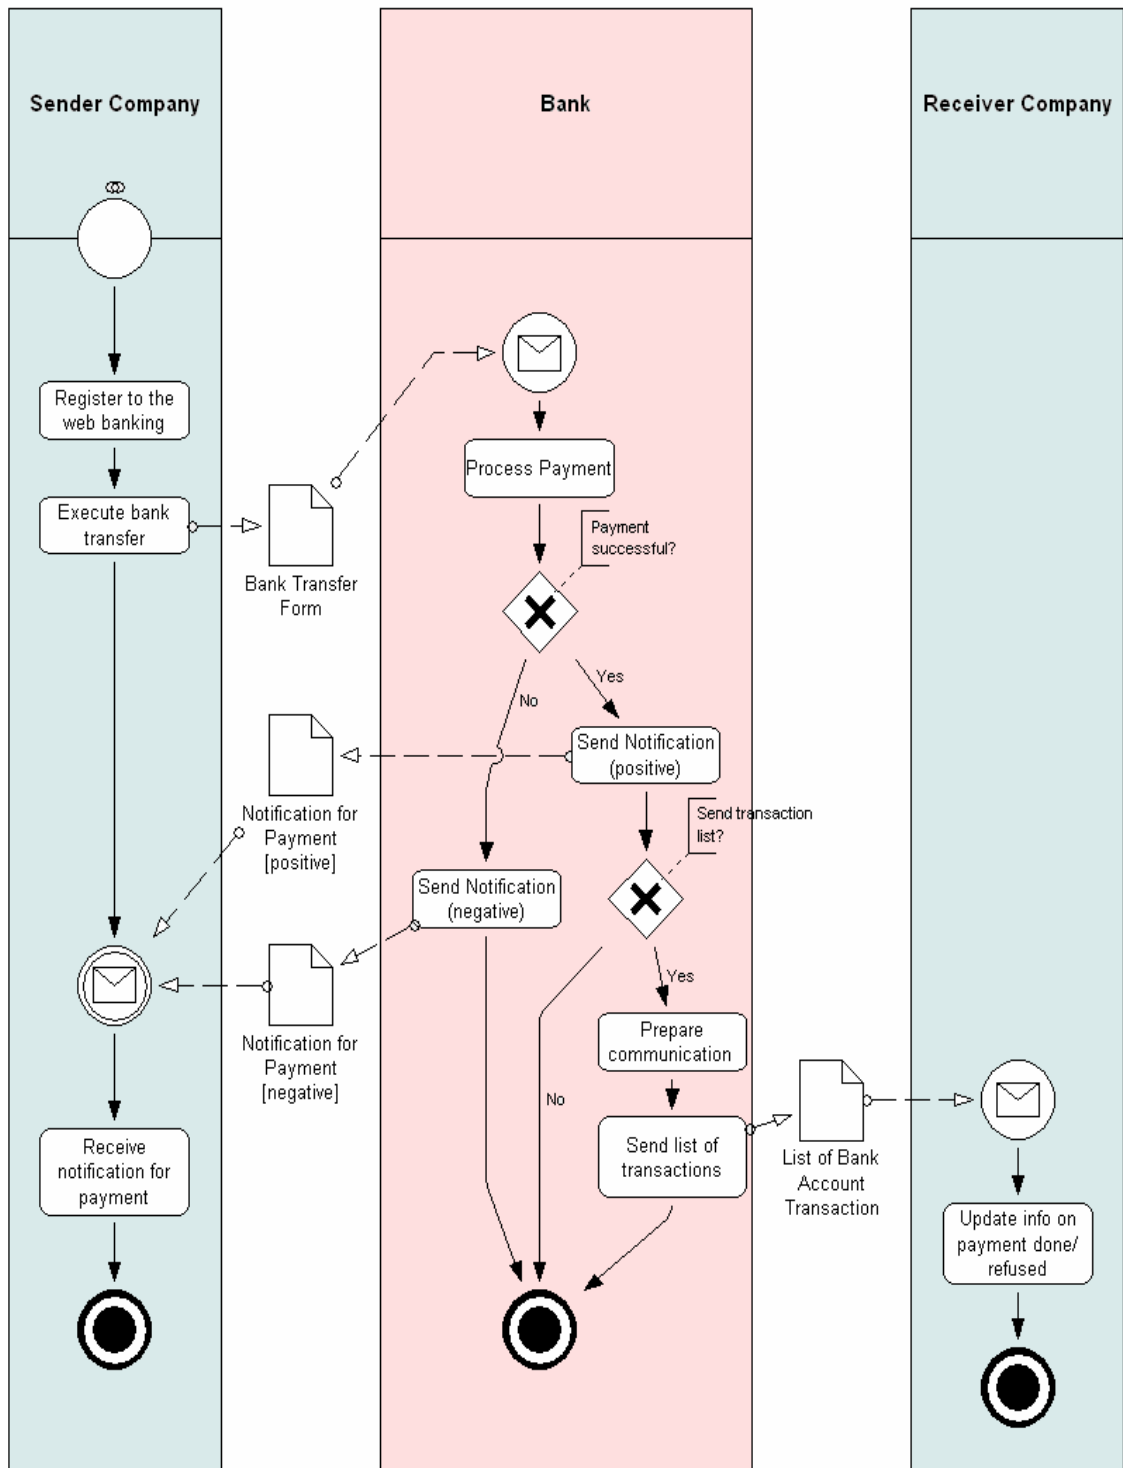 Sender Company
Bank
Receiver Company
Register to the
web banking
Execute bank
transfer
Bank Transfer
Form
Process Payment
Payment
successful?
No
Yes
Send Notification
(positive)
Notification for
Payment
[positive]
Send transaction
list?
Send Notification
(negative)
Notification for
Payment
[negative]
Yes
No
Prepare
communication
Send list of
transactions
List of Bank
Account
Transaction
Receive
notification for
payment
Update info on
payment done/
refused